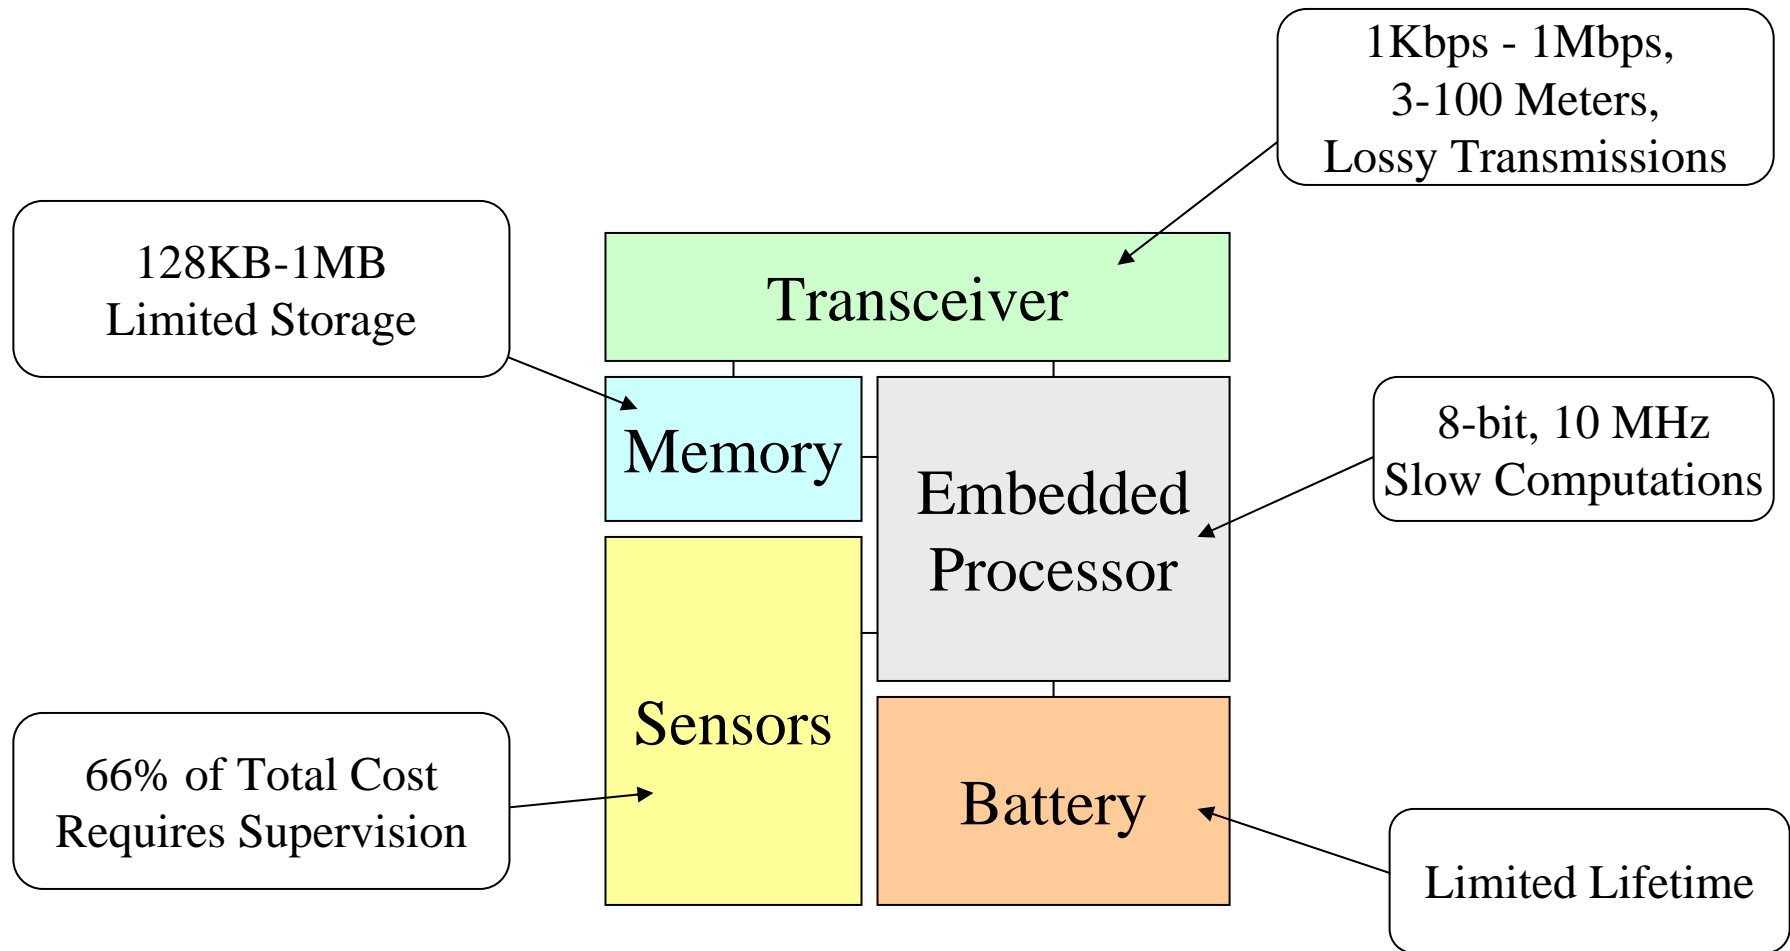 1Kbps - 1Mbps,
3-100 Meters,
Lossy Transmissions
128KB-1MB
Limited Storage
Transceiver
Memory
Embedded
Processor
8-bit, 10 MHz
Slow Computations
Sensors
66% of Total Cost
Requires Supervision
Battery
Limited Lifetime